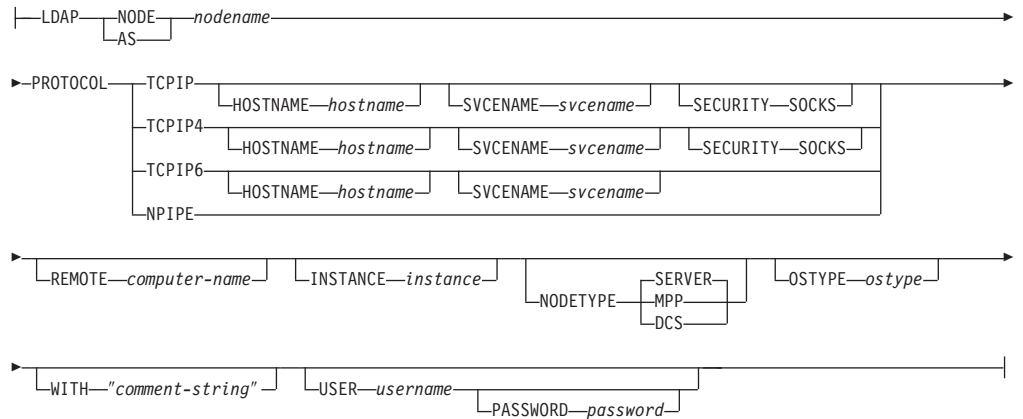 LDAP NODE nodename
AS
PROTOCOL TCPIP
HOSTNAME hostname SVCENAME svcename SECURITY SOCKS
TCPIP4
HOSTNAME hostname SVCENAME svcename SECURITY SOCKS
TCPIP6
HOSTNAME hostname SVCENAME svcename
NPIPE
REMOTE computer-name INSTANCE instance SERVER OSTYPE ostype
NODETYPE MPP
DCS
WITH "comment-string" USER username
PASSWORD password